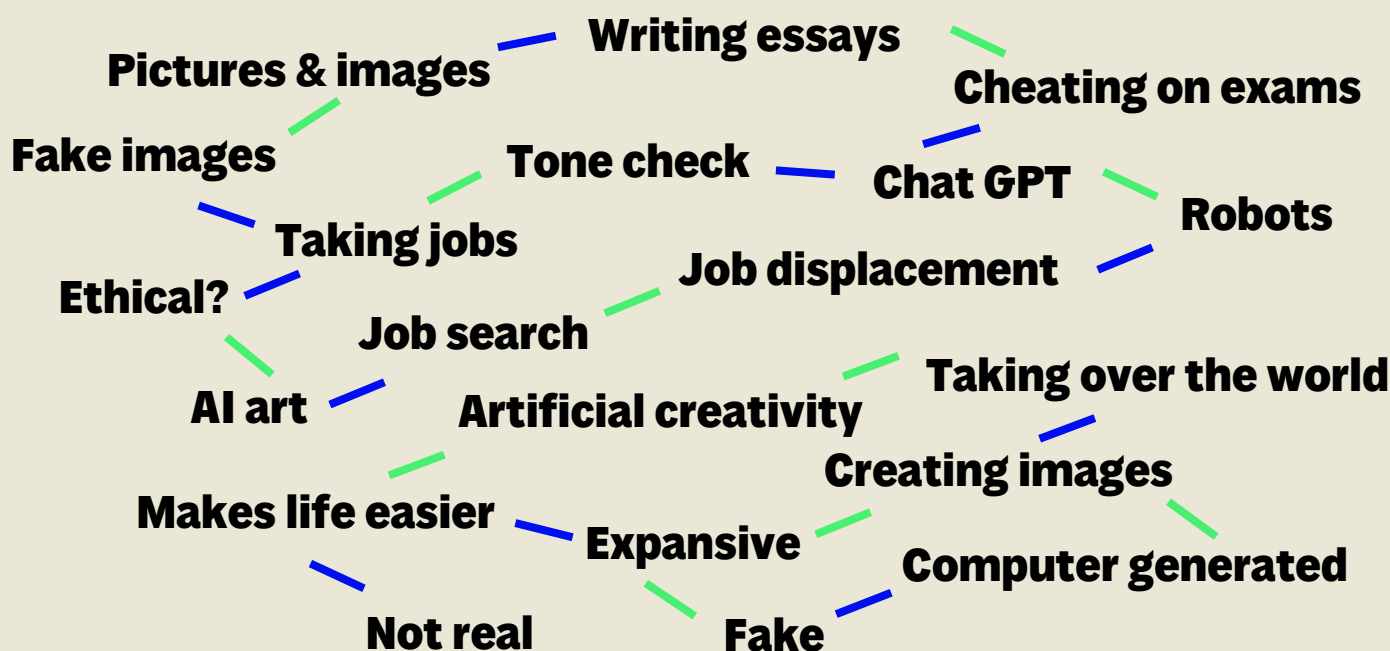 Writing essays
Pictures & images
Cheating on exams
Fake images
Tone check
Chat GPT
Robots
Taking jobs
Job displacement
Ethical?
Job search
Taking over the world
AI art
Artificial creativity
Creating images
Makes life easier
Expansive
Computer generated
Not real
Fake